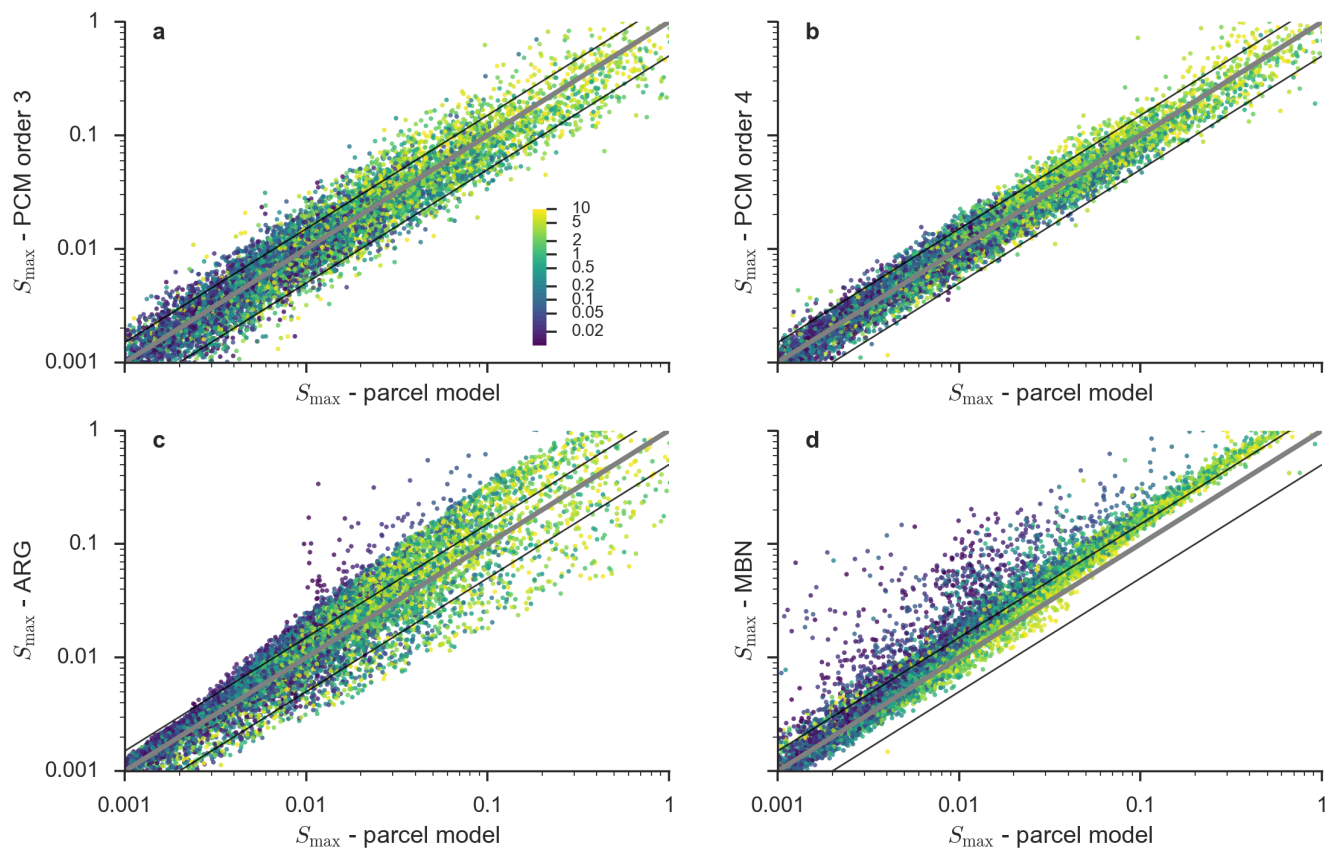 a
1
0.1
0.01
0.001
S_max - PCM order 3
S_max - parcel model
10
5
2
1
0.5
0.2
0.1
0.05
0.02
b
S_max - PCM order 4
S_max - parcel model
c
1
0.1
0.01
0.001
S_max - ARG
0.001
0.01
0.1
1
S_max - parcel model
d
S_max - MBN
0.001
0.01
0.1
1
S_max - parcel model